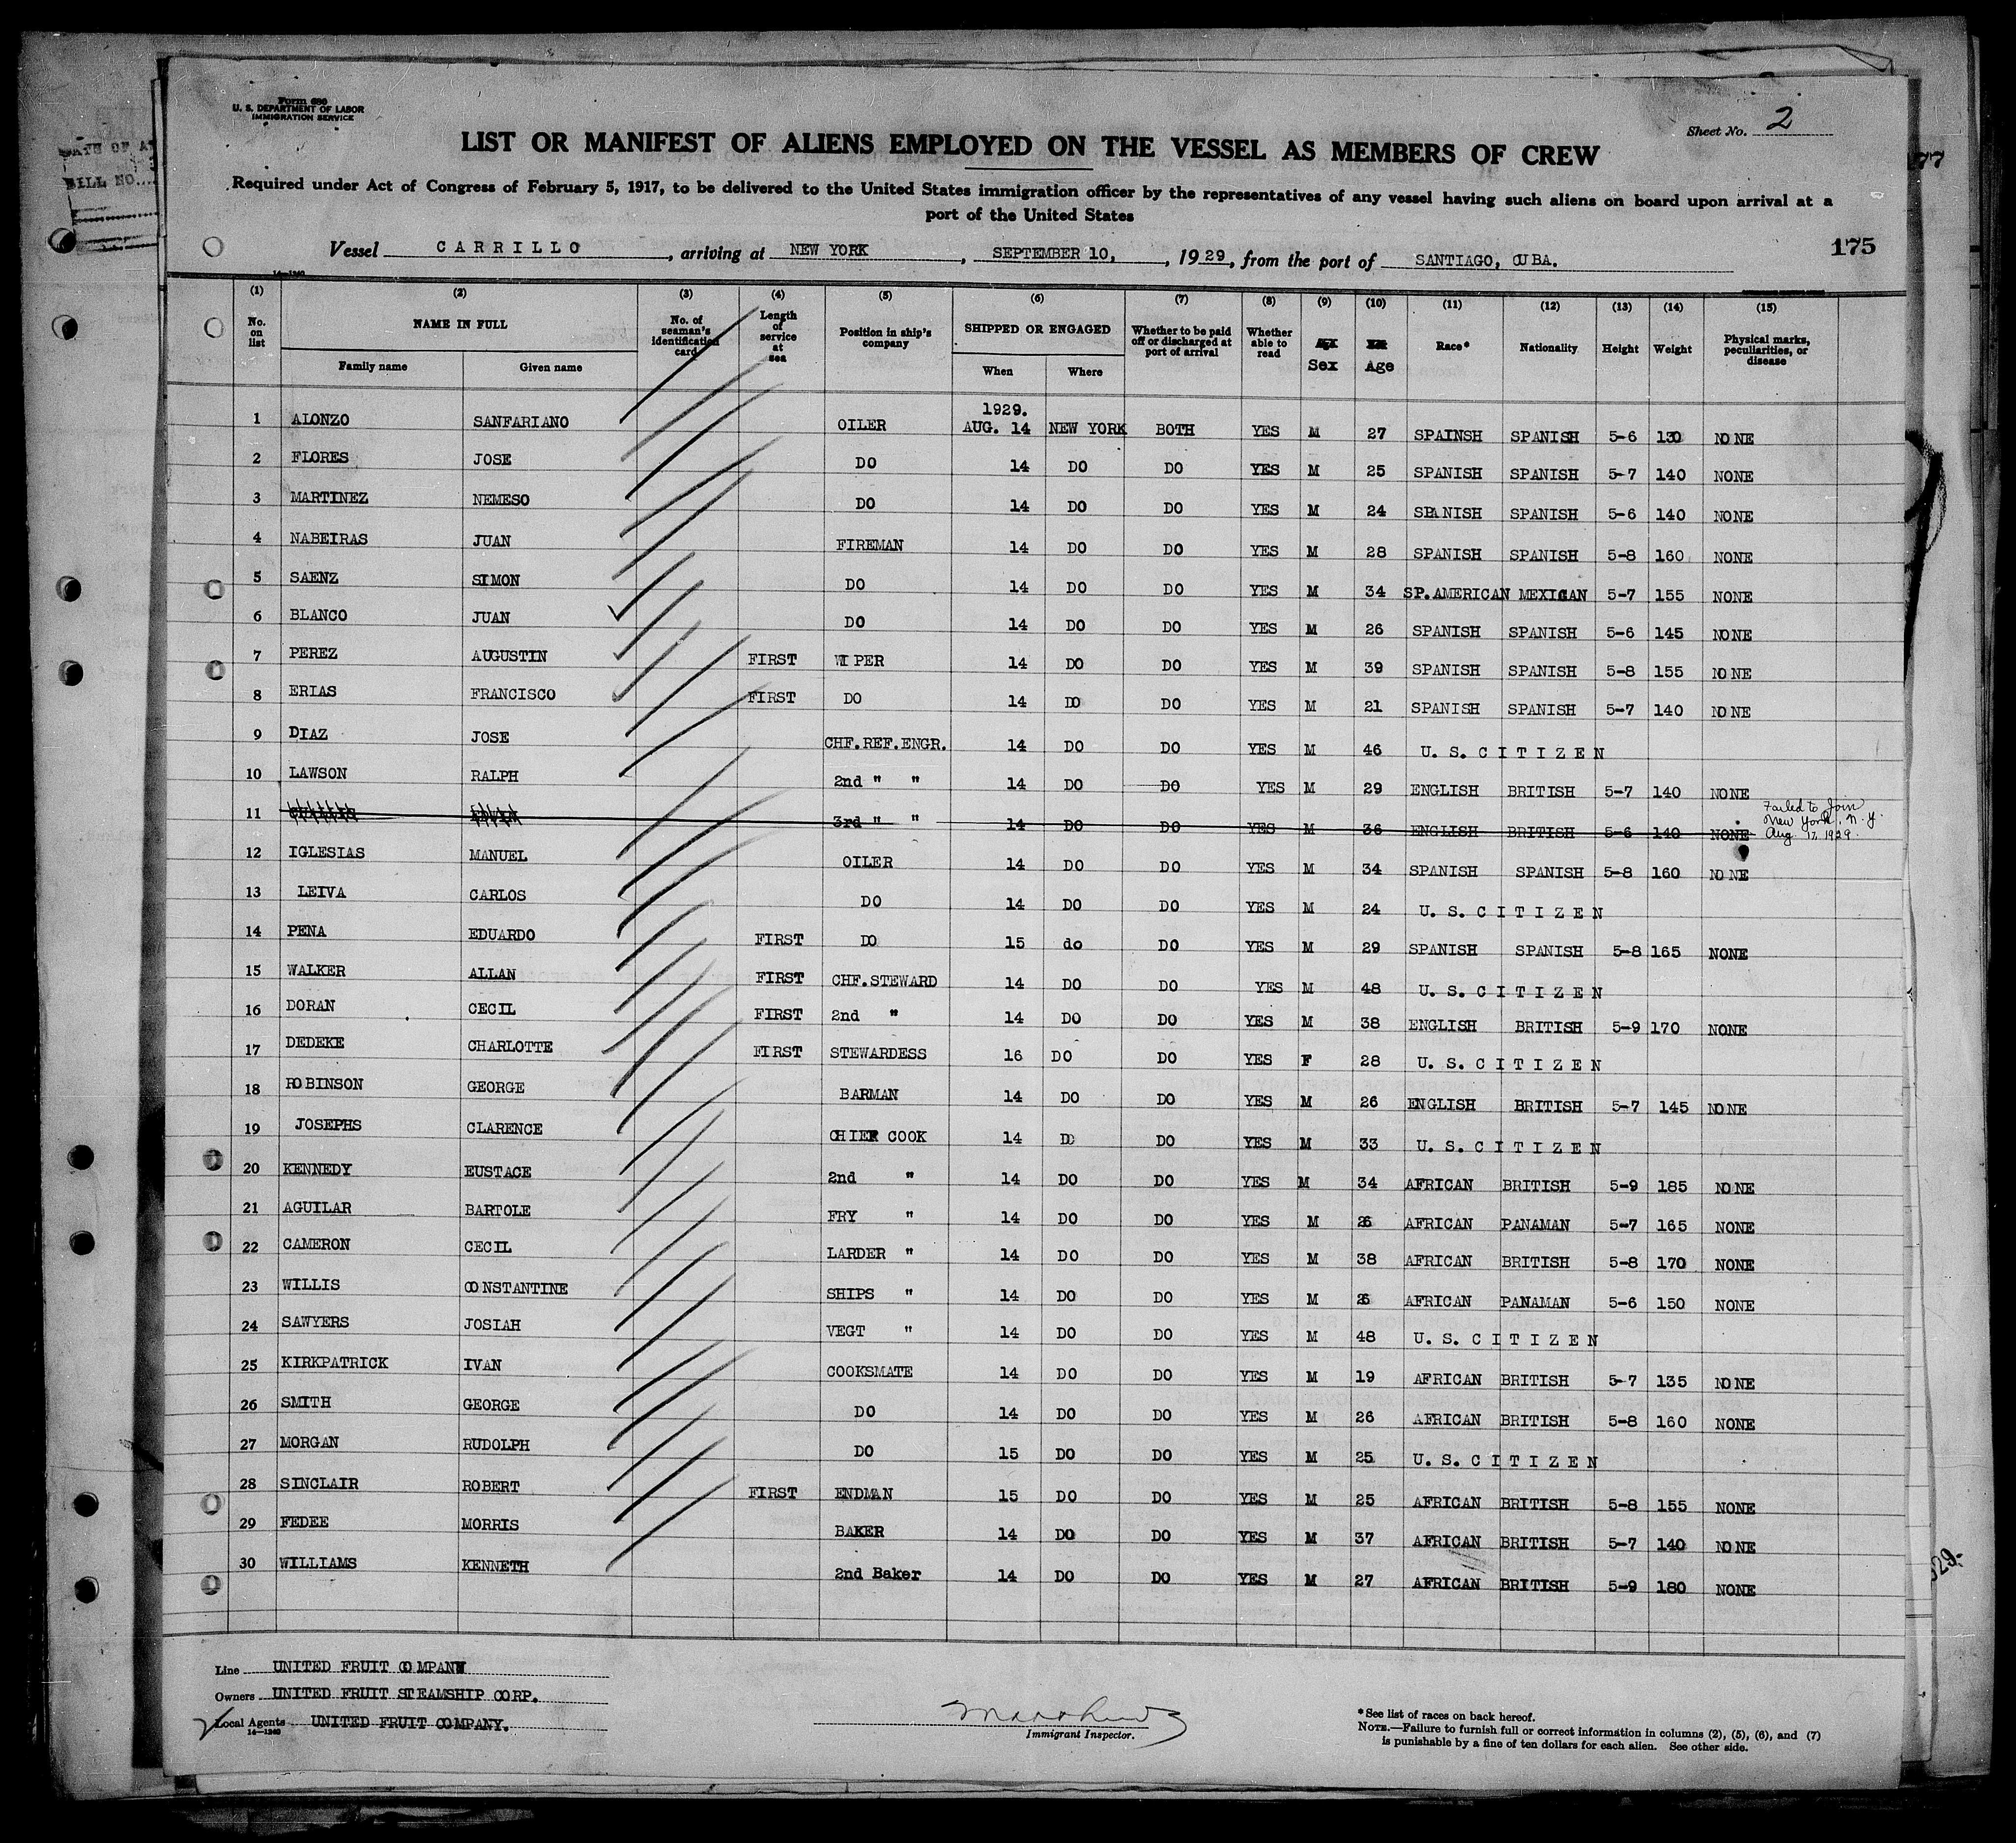 Form 686
U. S. DEPARTMENT OF LABOR
IMMIGRATION SERVICE
Sheet No. 2
LIST OR MANIFEST OF ALIENS EMPLOYED ON THE VESSEL AS MEMBERS OF CREW
Required under Act of Congress of February 5, 1917, to be delivered to the United States immigration officer by the representatives of any vessel having such aliens on board upon arrival at a
port of the United States
175
Vessel CARRILLO, arriving at NEW YORK, SEPTEMBER 10, 1929, from the port of SANTIAGO, CUBA.
14-1240
(1) (2) (3) (4) (5) (6) (7) (8) (9) (10) (11) (12) (13) (14) (15)
No. on list NAME IN FULL Family name Given name No. of seaman's identification card Length of service at sea Position in ship's company SHIPPED OR ENGAGED When Where Whether to be paid off or discharged at port of arrival Whether able to read Sex Age Race* Nationality Height Weight Physical marks, peculiarities, or disease
1929.
1 ALONZO SANFARIANO OILER AUG. 14 NEW YORK BOTH YES M 27 SPAINSH SPANISH 5-6 130 NONE
2 FLORES JOSE DO 14 DO DO YES M 25 SPANISH SPANISH 5-7 140 NONE
3 MARTINEZ NEMESO DO 14 DO DO YES M 24 SPANISH SPANISH 5-6 140 NONE
4 NABEIRAS JUAN FIREMAN 14 DO DO YES M 28 SPANISH SPANISH 5-8 160 NONE
5 SAENZ SIMON DO 14 DO DO YES M 34 SP.AMERICAN MEXICAN 5-7 155 NONE
6 BLANCO JUAN DO 14 DO DO YES M 26 SPANISH SPANISH 5-6 145 NONE
7 PEREZ AUGUSTIN FIRST WIPER 14 DO DO YES M 39 SPANISH SPANISH 5-8 155 NONE
8 ERIAS FRANCISCO FIRST DO 14 DO DO YES M 21 SPANISH SPANISH 5-7 140 NONE
9 DIAZ JOSE CHF.REF.ENGR. 14 DO DO YES M 46 U. S. CITIZEN
10 LAWSON RALPH 2nd " " 14 DO DO YES M 29 ENGLISH BRITISH 5-7 140 NONE
11 3rd " " 14 DO DO YES M 36 ENGLISH BRITISH 5-6 140 NONE Failed to Join
New York, N.Y.
Aug 17, 1929.
12 IGLESIAS MANUEL OILER 14 DO DO YES M 34 SPANISH SPANISH 5-8 160 NONE
13 LEIVA CARLOS DO 14 DO DO YES M 24 U. S. CITIZEN
14 PENA EDUARDO FIRST DO 15 do DO YES M 29 SPANISH SPANISH 5-8 165 NONE
15 WALKER ALLAN FIRST CHF.STEWARD 14 DO DO YES M 48 U. S. CITIZEN
16 DORAN CECIL FIRST 2nd " 14 DO DO YES M 38 ENGLISH BRITISH 5-9 170 NONE
17 DEDEKE CHARLOTTE FIRST STEWARDESS 16 DO DO YES F 28 U. S. CITIZEN
18 ROBINSON GEORGE BARMAN 14 DO DO YES M 26 ENGLISH BRITISH 5-7 145 NONE
19 JOSEPHS CLARENCE CHIEF COOK 14 DO DO YES M 33 U. S. CITIZEN
20 KENNEDY EUSTACE 2nd " 14 DO DO YES M 34 AFRICAN BRITISH 5-9 185 NONE
21 AGUILAR BARTOLE FRY " 14 DO DO YES M 26 AFRICAN PANAMAN 5-7 165 NONE
22 CAMERON CECIL LARDER " 14 DO DO YES M 38 AFRICAN BRITISH 5-8 170 NONE
23 WILLIS CONSTANTINE SHIPS " 14 DO DO YES M 26 AFRICAN PANAMAN 5-6 150 NONE
24 SAWYERS JOSIAH VEGT " 14 DO DO YES M 48 U. S. CITIZEN
25 KIRKPATRICK IVAN COOKSMATE 14 DO DO YES M 19 AFRICAN BRITISH 5-7 135 NONE
26 SMITH GEORGE DO 14 DO DO YES M 26 AFRICAN BRITISH 5-8 160 NONE
27 MORGAN RUDOLPH DO 15 DO DO YES M 25 U. S. CITIZEN
28 SINCLAIR ROBERT FIRST ENDMAN 15 DO DO YES M 25 AFRICAN BRITISH 5-8 155 NONE
29 FEDEE MORRIS BAKER 14 DO DO YES M 37 AFRICAN BRITISH 5-7 140 NONE
30 WILLIAMS KENNETH 2nd Baker 14 DO DO YES M 27 AFRICAN BRITISH 5-9 180 NONE
Line UNITED FRUIT COMPANY
Owners UNITED FRUIT STEAMSHIP CORP.
Local Agents UNITED FRUIT COMPANY.
14-1240
Immigrant Inspector.
*See list of races on back hereof.
NOTE.—Failure to furnish full or correct information in columns (2), (5), (6), and (7)
is punishable by a fine of ten dollars for each alien. See other side.